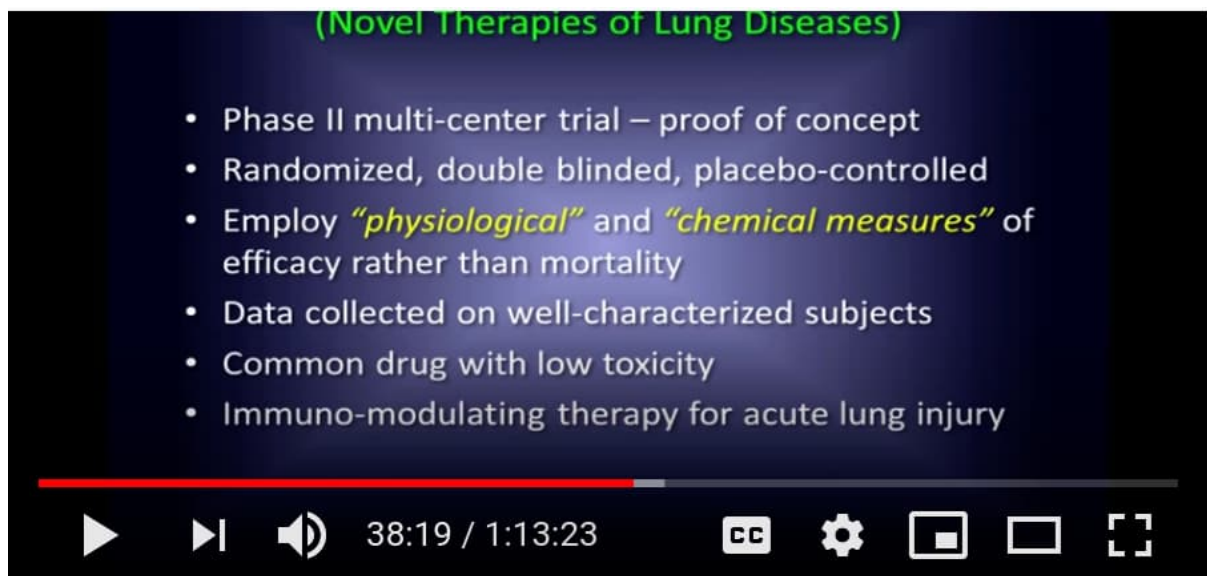 (Novel Therapies of Lung Diseases)
• Phase II multi-center trial – proof of concept
• Randomized, double blinded, placebo-controlled
• Employ “physiological” and “chemical measures” of
efficacy rather than mortality
• Data collected on well-characterized subjects
• Common drug with low toxicity
• Immuno-modulating therapy for acute lung injury
38:19 / 1:13:23
CC